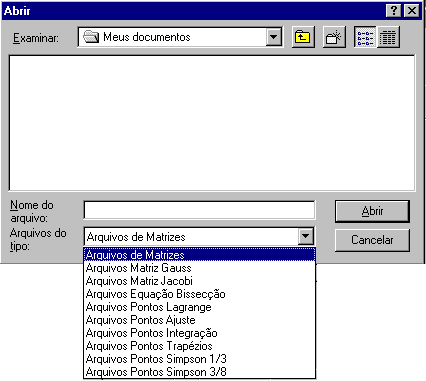 Abrir
Examinar:
Meus documentos
Nome do
arquivo:
Abrir
Arquivos do
tipo:
Arquivos de Matrizes
Cancelar
Arquivos de Matrizes
Arquivos Matriz Gauss
Arquivos Matriz Jacobi
Arquivos Equação Bissecção
Arquivos Pontos Lagrange
Arquivos Pontos Ajuste
Arquivos Pontos Integração
Arquivos Pontos Trapézios
Arquivos Pontos Simpson 1/3
Arquivos Pontos Simpson 3/8